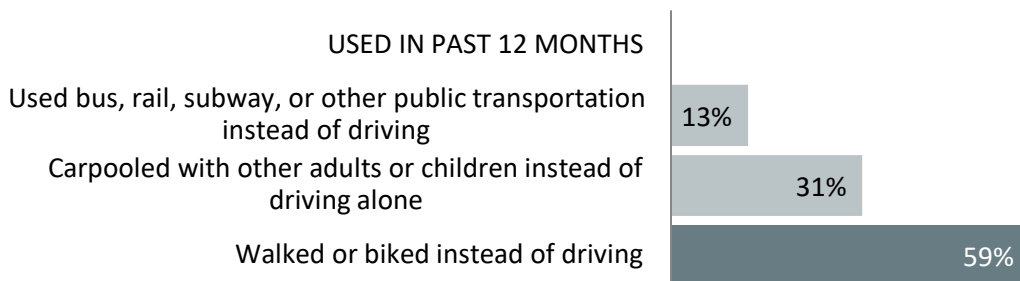 USED IN PAST 12 MONTHS
Used bus, rail, subway, or other public transportation
instead of driving
13%
Carpooled with other adults or children instead of
driving alone
31%
Walked or biked instead of driving
59%